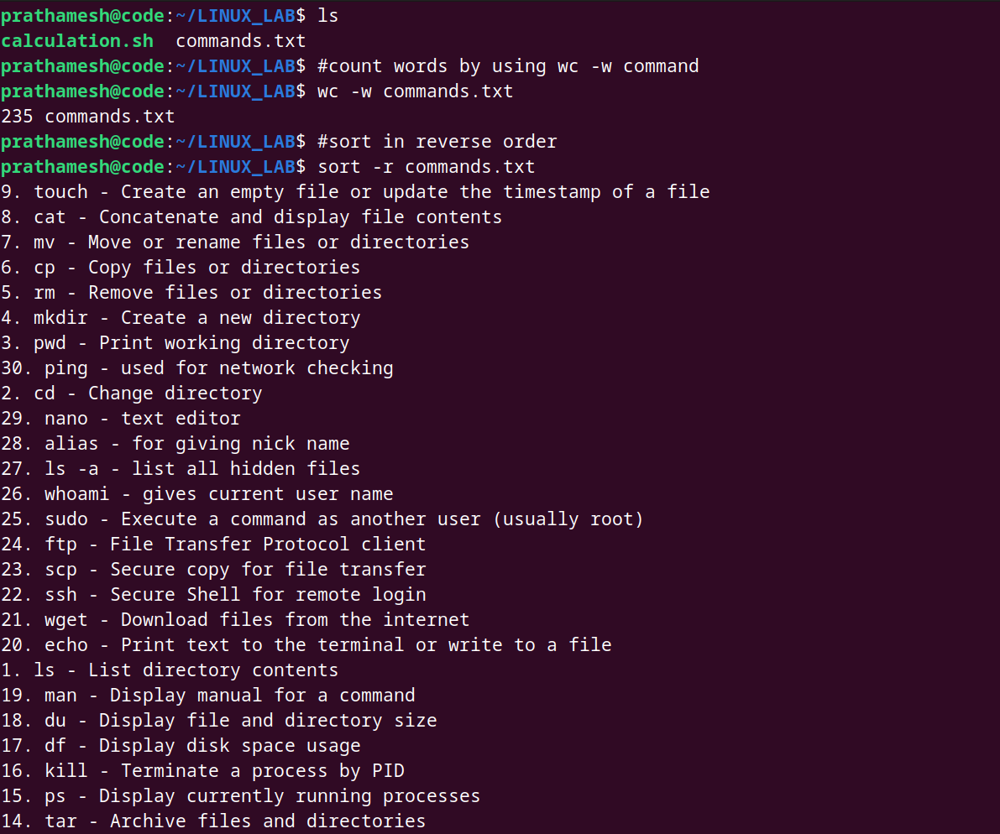 prathamesh@code:~/LINUX_LAB$ ls
calculation.sh  commands.txt
prathamesh@code:~/LINUX_LAB$ #count words by using wc -w command
prathamesh@code:~/LINUX_LAB$ wc -w commands.txt
235 commands.txt
prathamesh@code:~/LINUX_LAB$ #sort in reverse order
prathamesh@code:~/LINUX_LAB$ sort -r commands.txt
9. touch - Create an empty file or update the timestamp of a file
8. cat - Concatenate and display file contents
7. mv - Move or rename files or directories
6. cp - Copy files or directories
5. rm - Remove files or directories
4. mkdir - Create a new directory
3. pwd - Print working directory
30. ping - used for network checking
2. cd - Change directory
29. nano - text editor
28. alias - for giving nick name
27. ls -a - list all hidden files
26. whoami - gives current user name
25. sudo - Execute a command as another user (usually root)
24. ftp - File Transfer Protocol client
23. scp - Secure copy for file transfer
22. ssh - Secure Shell for remote login
21. wget - Download files from the internet
20. echo - Print text to the terminal or write to a file
1. ls - List directory contents
19. man - Display manual for a command
18. du - Display file and directory size
17. df - Display disk space usage
16. kill - Terminate a process by PID
15. ps - Display currently running processes
14. tar - Archive files and directories